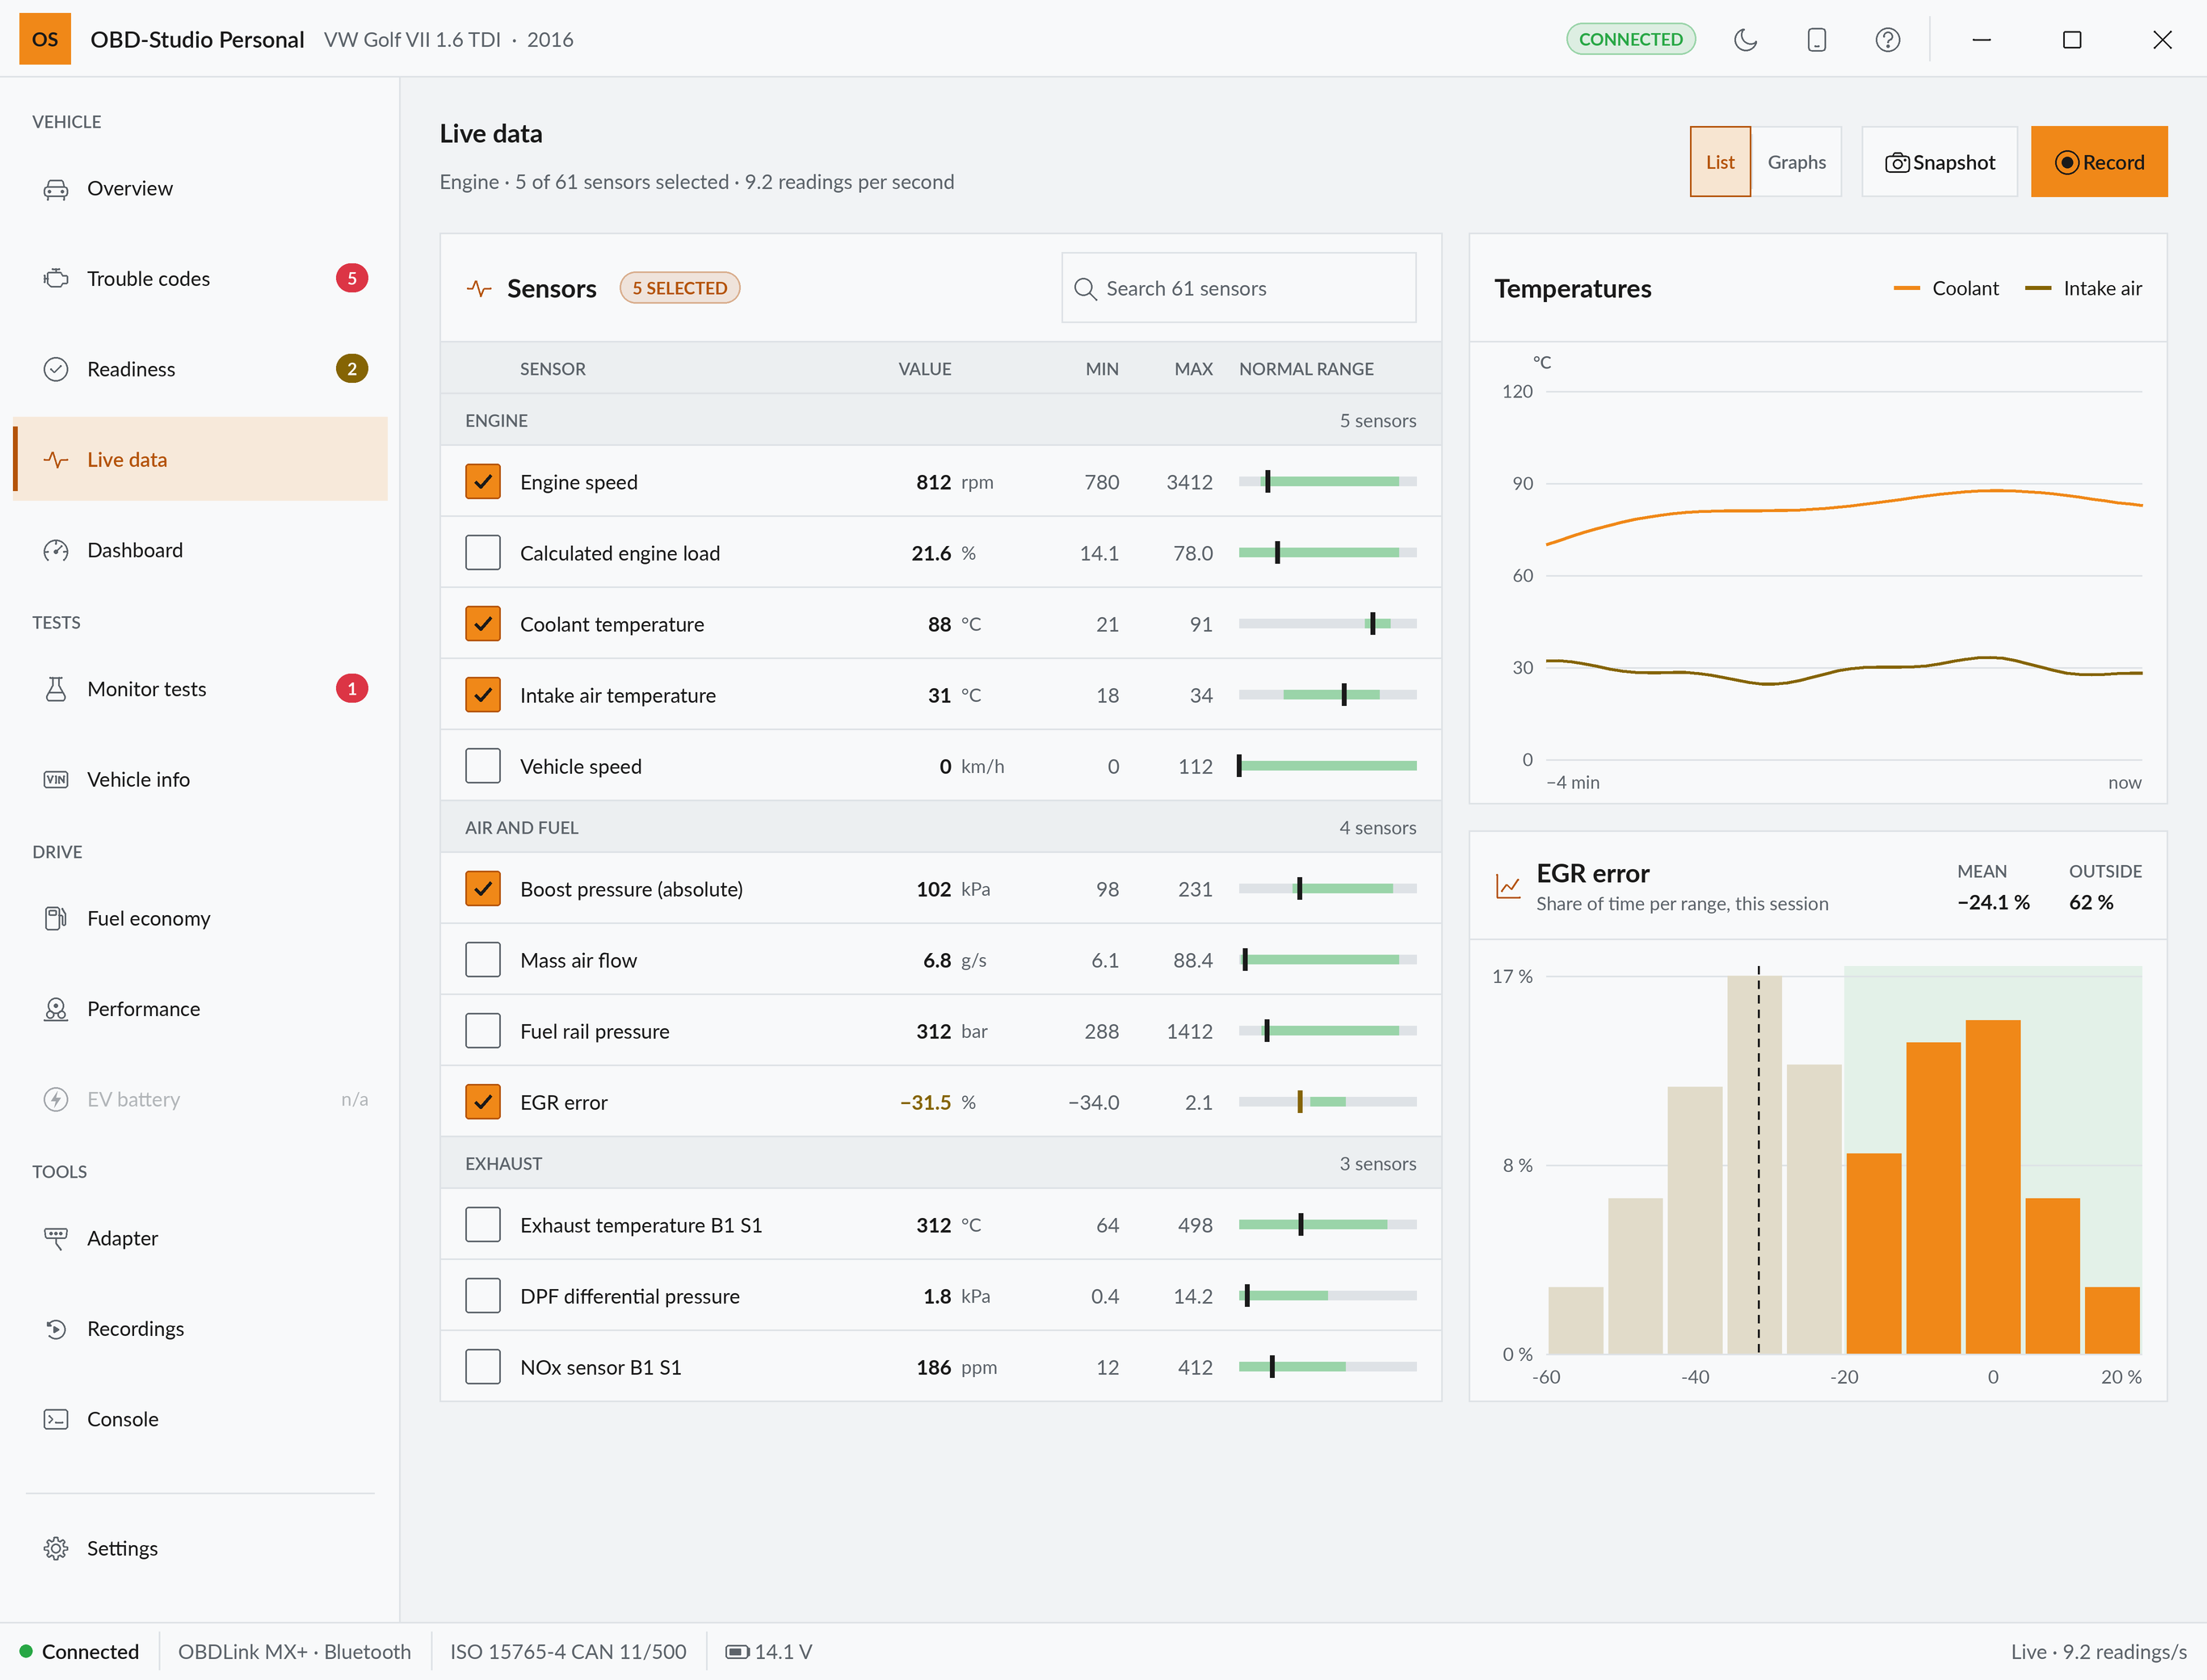 OS OBD-Studio Personal VW Golf VII 1.6 TDI · 2016 CONNECTED
VEHICLE
Overview
Trouble codes 5
Readiness 2
Live data
Dashboard
TESTS
Monitor tests 1
VIN Vehicle info
DRIVE
Fuel economy
Performance
EV battery n/a
TOOLS
Adapter
Recordings
Console
Settings
Live data
Engine · 5 of 61 sensors selected · 9.2 readings per second
List Graphs Snapshot Record
Sensors 5 SELECTED Search 61 sensors
SENSOR VALUE MIN MAX NORMAL RANGE
ENGINE 5 sensors
Engine speed 812 rpm 780 3412
Calculated engine load 21.6 % 14.1 78.0
Coolant temperature 88 °C 21 91
Intake air temperature 31 °C 18 34
Vehicle speed 0 km/h 0 112
AIR AND FUEL 4 sensors
Boost pressure (absolute) 102 kPa 98 231
Mass air flow 6.8 g/s 6.1 88.4
Fuel rail pressure 312 bar 288 1412
EGR error −31.5 % −34.0 2.1
EXHAUST 3 sensors
Exhaust temperature B1 S1 312 °C 64 498
DPF differential pressure 1.8 kPa 0.4 14.2
NOx sensor B1 S1 186 ppm 12 412
Temperatures Coolant Intake air
°C
120
90
60
30
0
−4 min now
EGR error
Share of time per range, this session
MEAN OUTSIDE
−24.1 % 62 %
17 %
8 %
0 %
-60 -40 -20 0 20 %
Connected OBDLink MX+ · Bluetooth ISO 15765-4 CAN 11/500 14.1 V Live · 9.2 readings/s